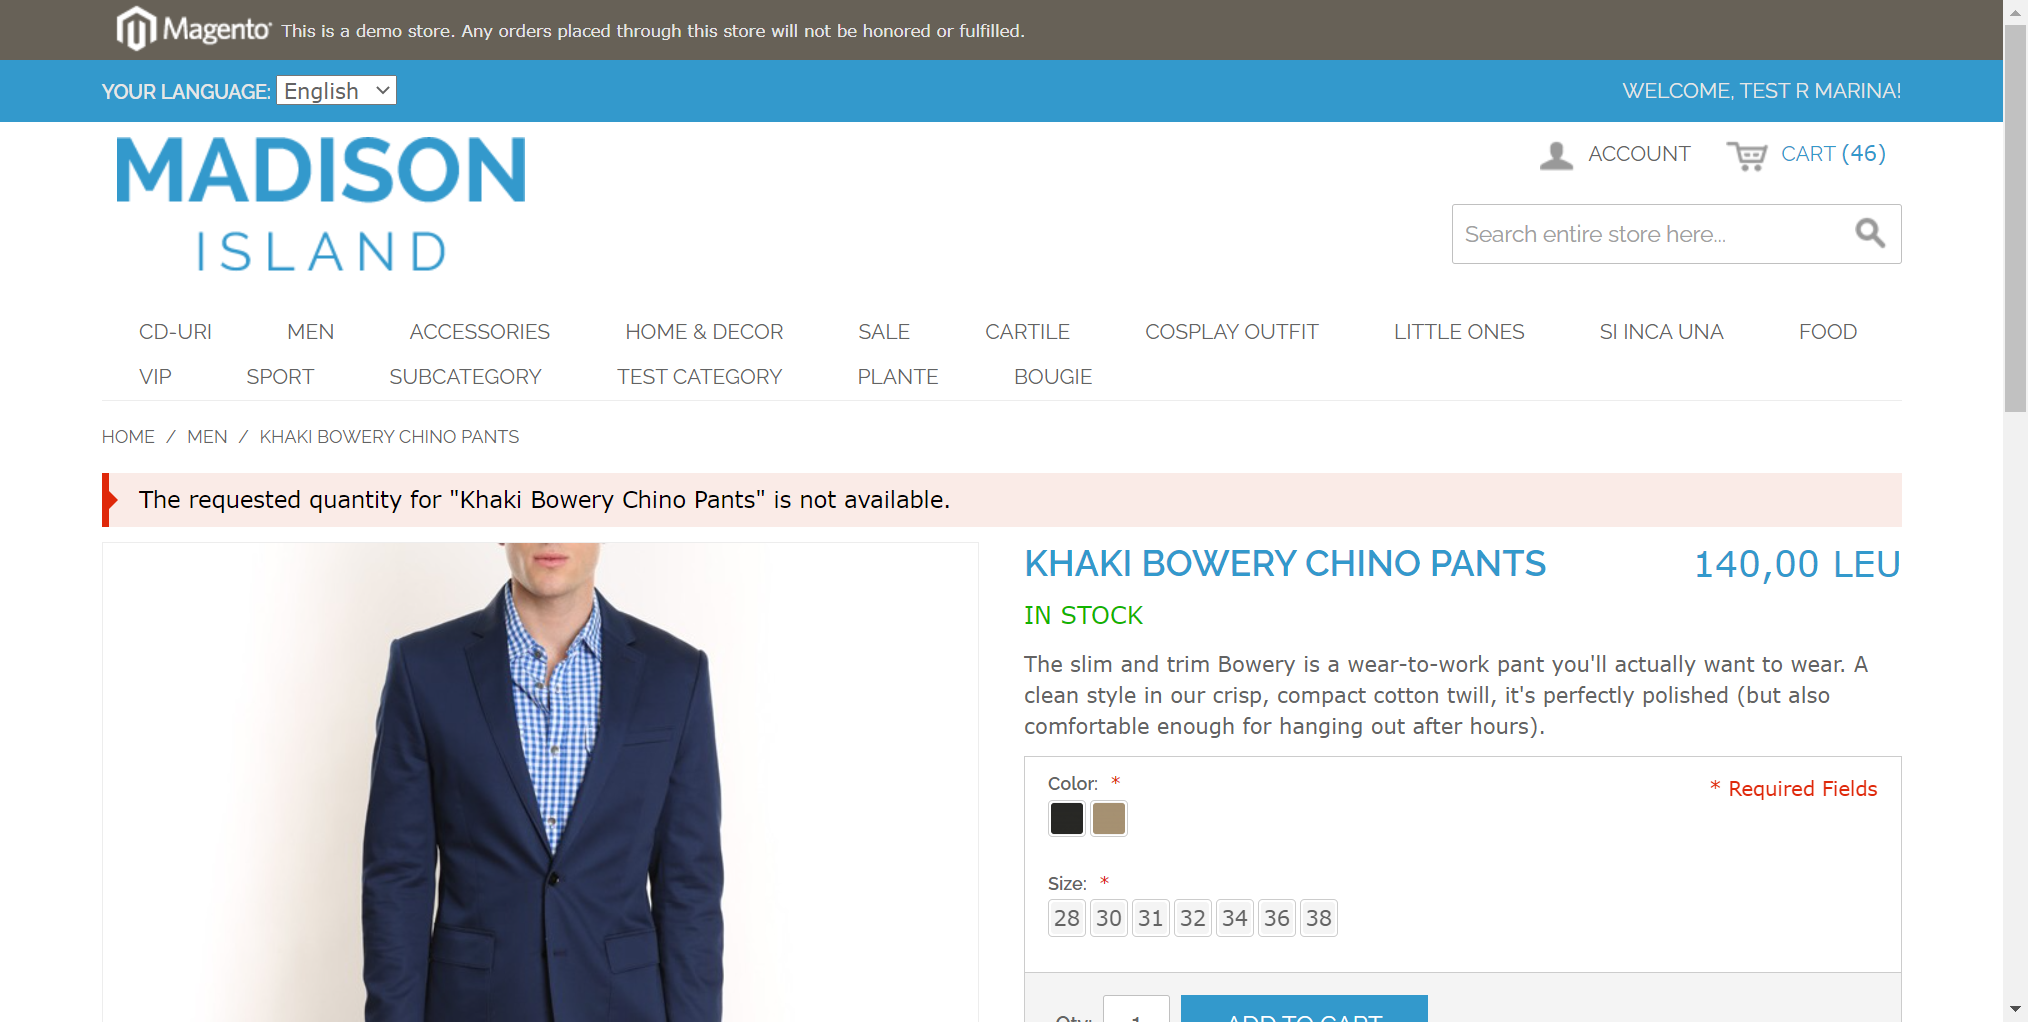 Magento This is a demo store. Any orders placed through this store will not be honored or fulfilled.
YOUR LANGUAGE: English
WELCOME, TEST R MARINA!
MADISON
ISLAND
ACCOUNT CART (46)
Search entire store here...
CD-URI MEN ACCESSORIES HOME & DECOR SALE CARTILE COSPLAY OUTFIT LITTLE ONES SI INCA UNA FOOD
VIP SPORT SUBCATEGORY TEST CATEGORY PLANTE BOUGIE
HOME / MEN / KHAKI BOWERY CHINO PANTS
The requested quantity for "Khaki Bowery Chino Pants" is not available.
KHAKI BOWERY CHINO PANTS 140,00 LEU
IN STOCK
The slim and trim Bowery is a wear-to-work pant you'll actually want to wear. A
clean style in our crisp, compact cotton twill, it's perfectly polished (but also
comfortable enough for hanging out after hours).
Color: *
* Required Fields
Size: *
28 30 31 32 34 36 38
Qty: 1 ADD TO CART